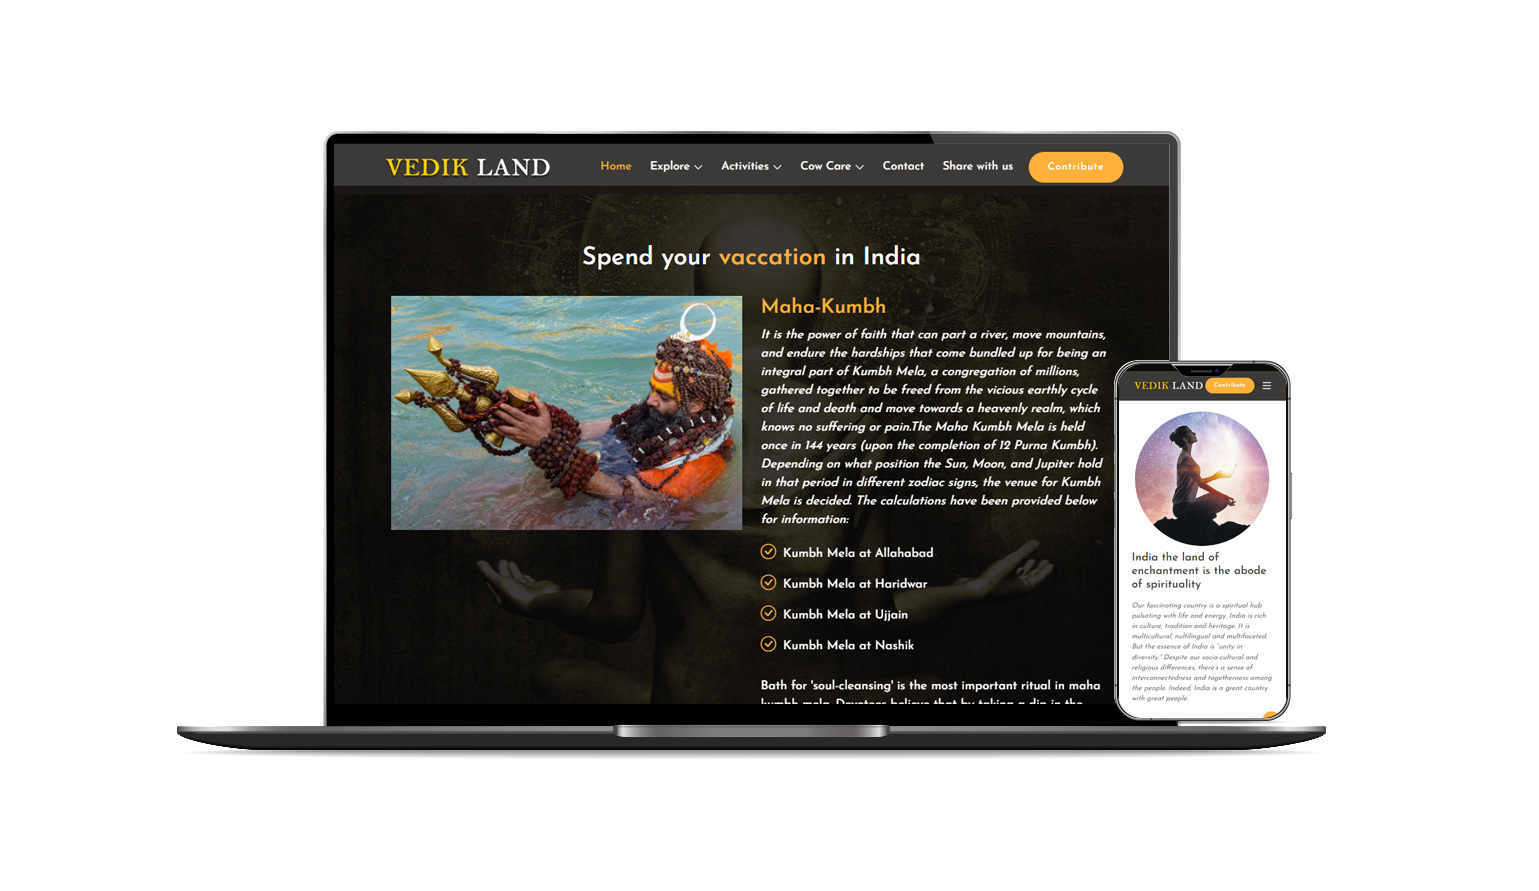 VEDIK LAND
Home Explore Activities Cow Care Contact Share with us Contribute
Spend your vaccation in India
Maha-Kumbh
It is the power of faith that can part a river, move mountains,
and endure the hardships that come bundled up for being an
integral part of Kumbh Mela, a congregation of millions,
gathered together to be freed from the vicious earthly cycle
of life and death and move towards a heavenly realm, which
knows no suffering or pain.The Maha Kumbh Mela is held
once in 144 years (upon the completion of 12 Purna Kumbh).
Depending on what position the Sun, Moon, and Jupiter hold
in that period in different zodiac signs, the venue for Kumbh
Mela is decided. The calculations have been provided below
for information:
Kumbh Mela at Allahabad
Kumbh Mela at Haridwar
Kumbh Mela at Ujjain
Kumbh Mela at Nashik
Bath for 'soul-cleansing' is the most important ritual in maha
kumbh mela. Devotees believe that by taking a dip in the
VEDIK LAND Contribute
India the land of
enchantment is the abode
of spirituality
Our fascinating country is a spiritual hub
pulsating with life and energy. India is rich
in culture, tradition and heritage. It is
multicultural, nultilingual and multifaceted.
But the essence of India is "unity in
diversity." Despite our socio-cultural and
religious differences, there's a sense of
interconnectedness and togetherness among
the people. Indeed, India is a great country
with great people.